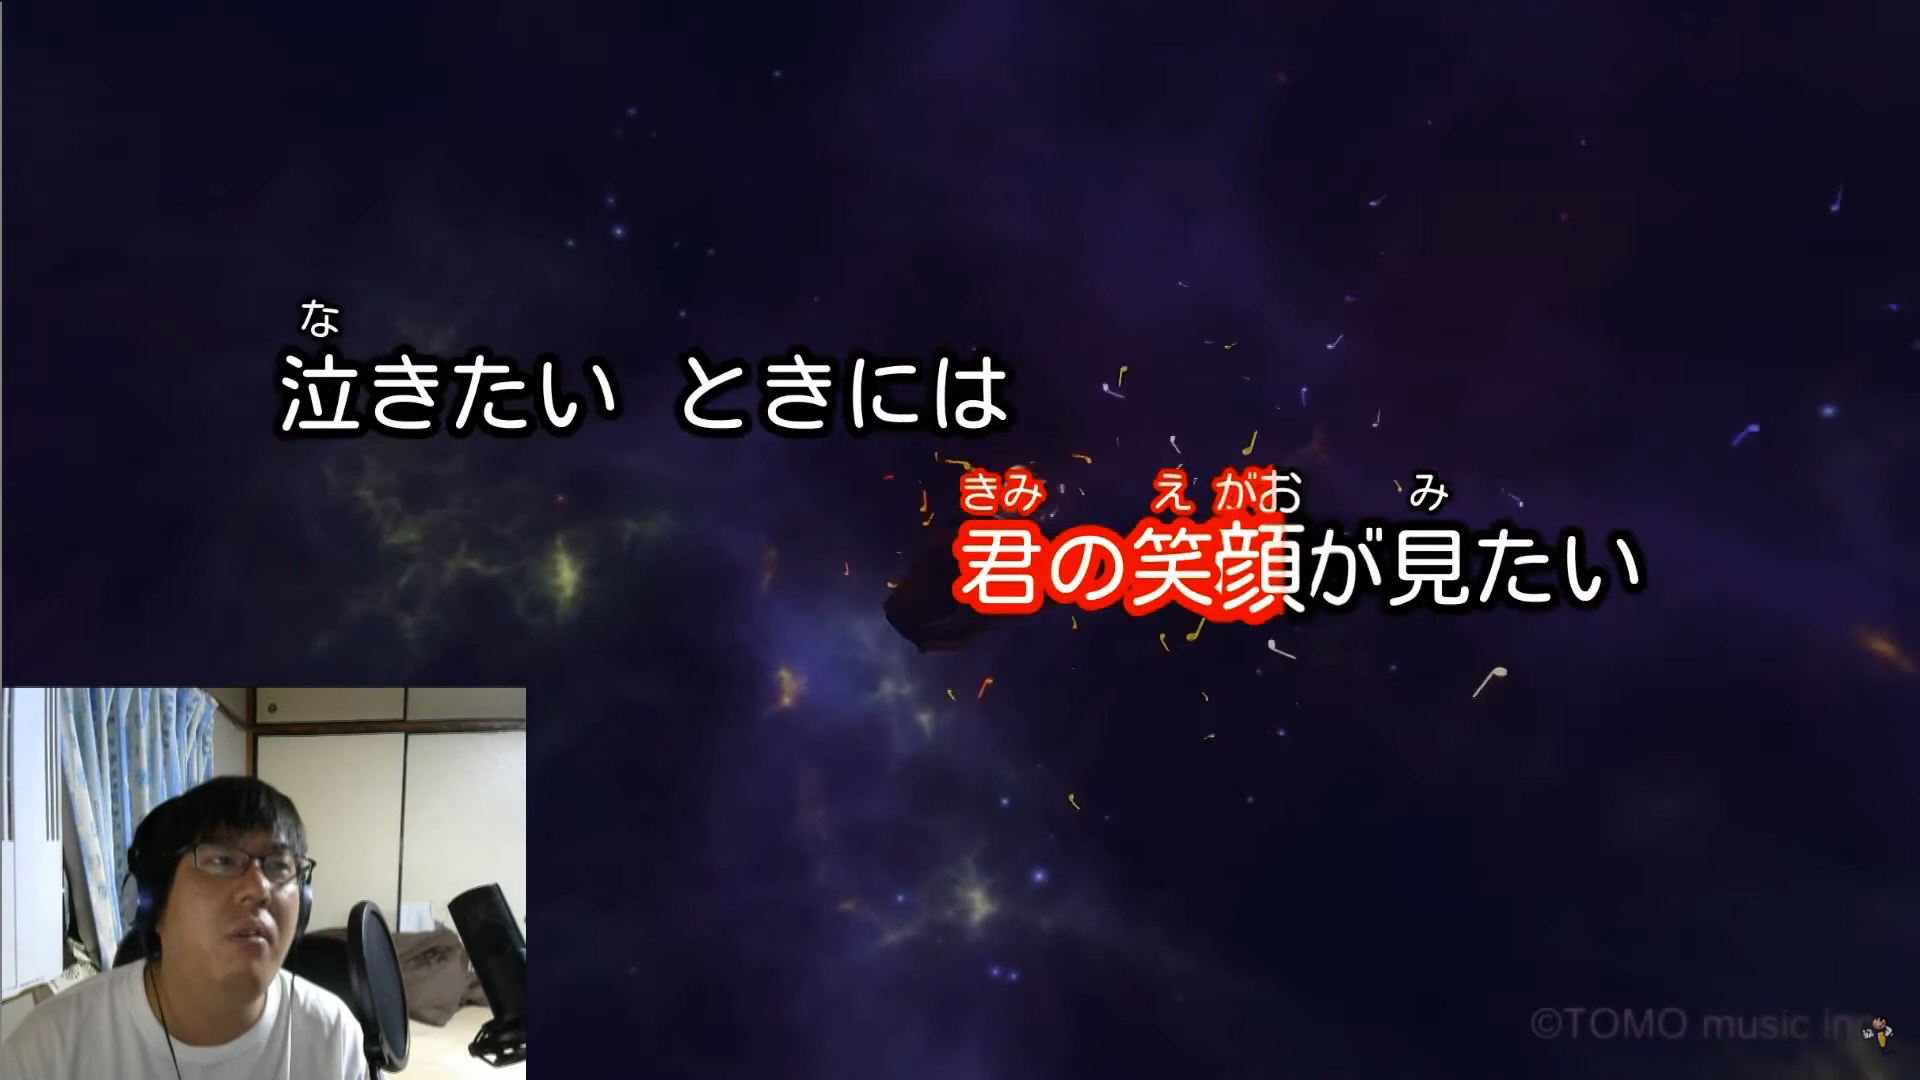 な
泣きたい ときには
きみ え がお み
君の笑顔が見たい
©TOMO music in